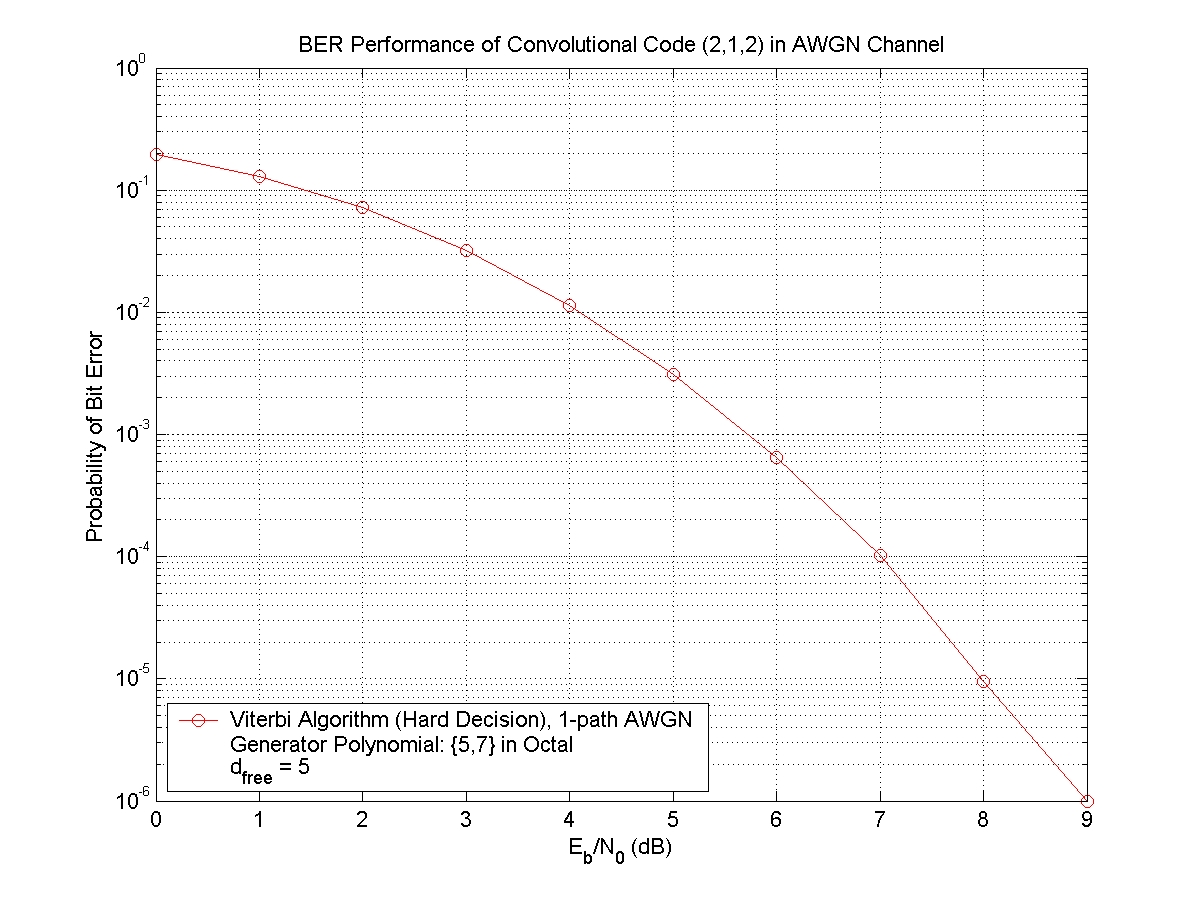 BER Performance of Convolutional Code (2,1,2) in AWGN Channel
Probability of Bit Error
10^0
10^-1
10^-2
10^-3
10^-4
10^-5
10^-6
Viterbi Algorithm (Hard Decision), 1-path AWGN
Generator Polynomial: {5,7} in Octal
d_free = 5
0 1 2 3 4 5 6 7 8 9
E_b/N_0 (dB)